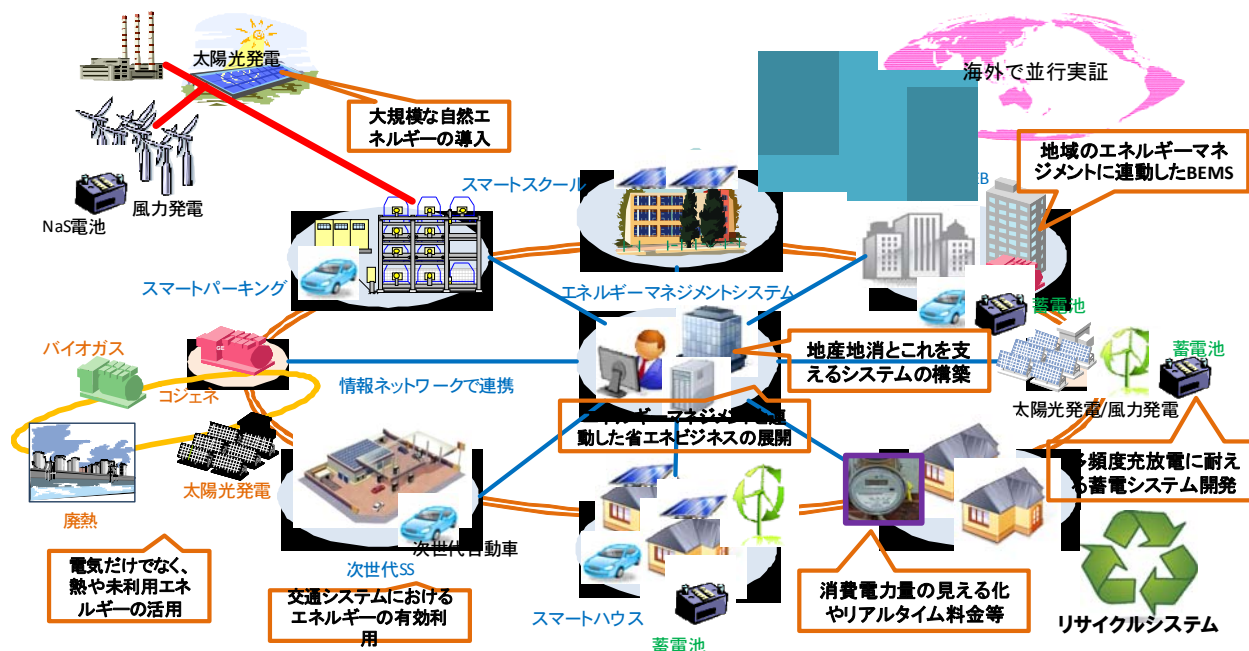 太陽光発電
海外で並行実証
大規模な自然エ
ネルギーの導入
地域のエネルギーマネ
ジメントに連動したBEMS
風力発電
NaS電池
スマートスクール
スマートパーキング
エネルギーマネジメントシステム
蓄電池
バイオガス
GE
コジェネ
情報ネットワークで連携
地産地消とこれを支
えるシステムの構築
蓄電池
太陽光発電/風力発電
動した省エネビジネスの展開
太陽光発電
廃熱
多頻度充放電に耐え
る蓄電システム開発
電気だけでなく、
熱や未利用エネ
ルギーの活用
次世代自動車
次世代SS
交通システムにおける
エネルギーの有効利
用
スマートハウス
蓄電池
消費電力量の見える化
やリアルタイム料金等
リサイクルシステム